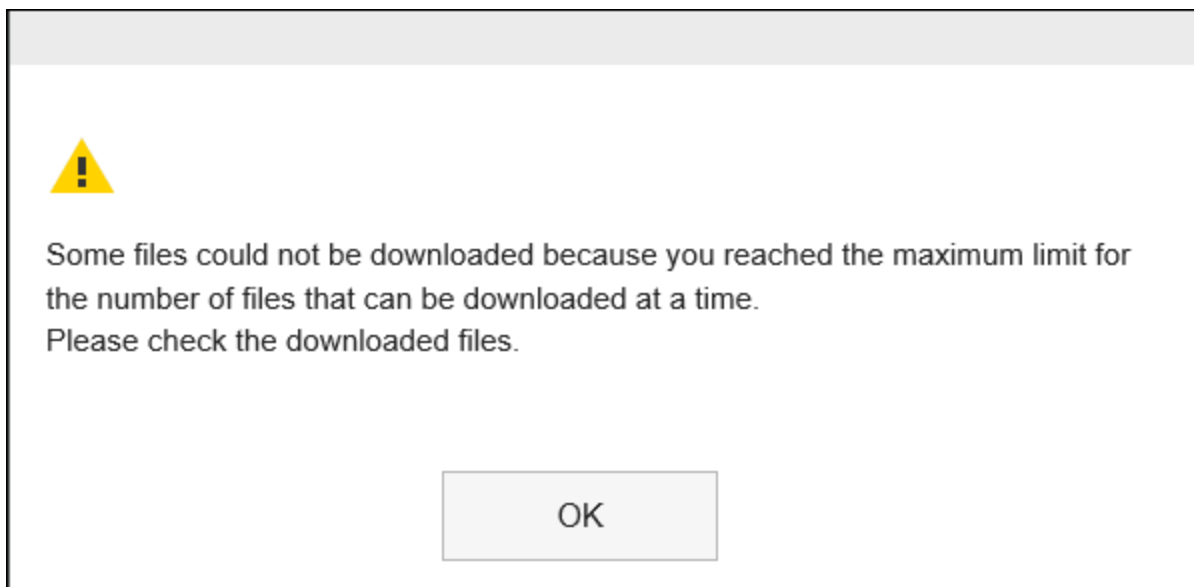 Some files could not be downloaded because you reached the maximum limit for
the number of files that can be downloaded at a time.
Please check the downloaded files.
OK